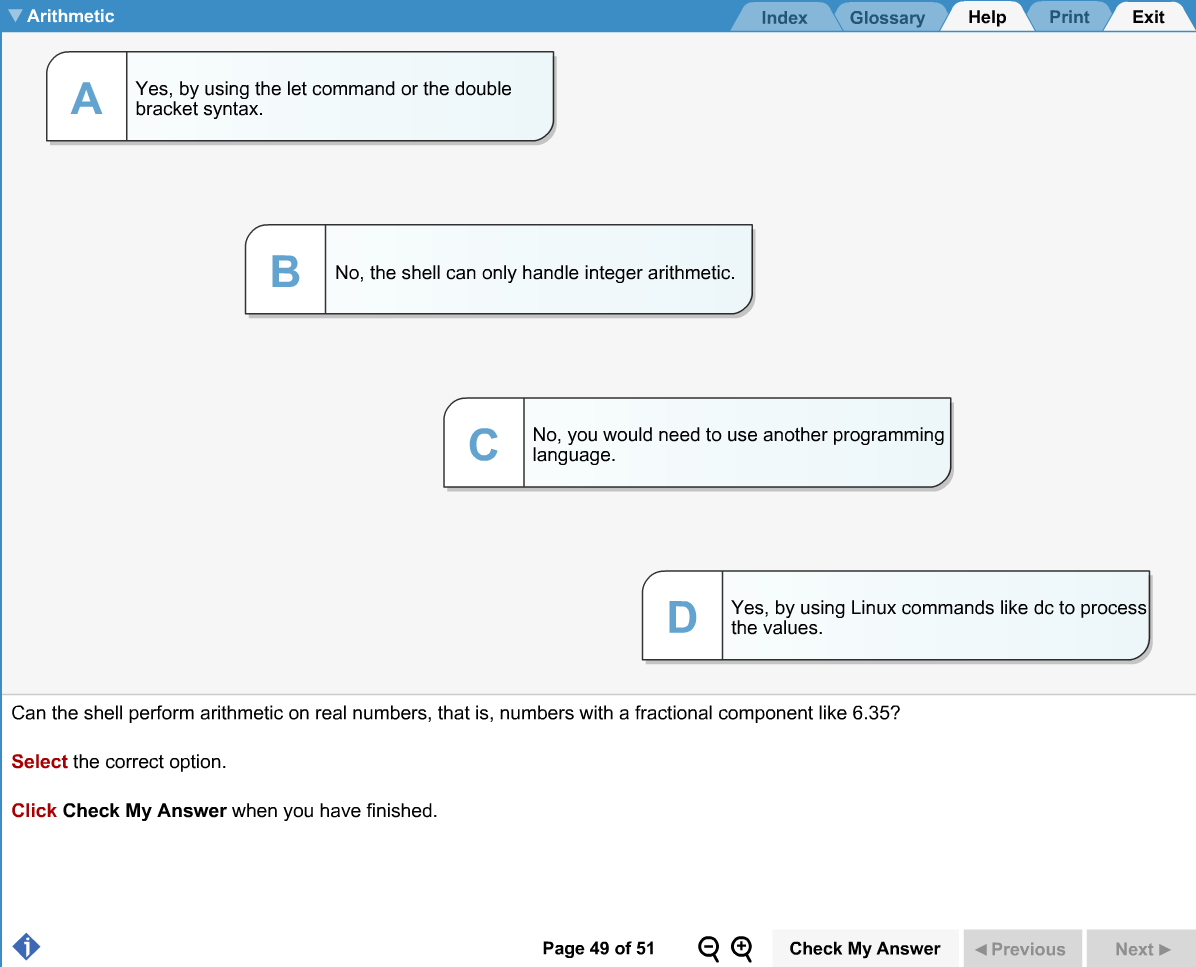 Arithmetic
Index
Glossary
Help
Print
Exit
A
Yes, by using the let command or the double
bracket syntax.
B
No, the shell can only handle integer arithmetic.
C
No, you would need to use another programming
language.
D
Yes, by using Linux commands like dc to process
the values.
Can the shell perform arithmetic on real numbers, that is, numbers with a fractional component like 6.35?
Select the correct option.
Click Check My Answer when you have finished.
i
Page 49 of 51
Check My Answer
Previous
Next